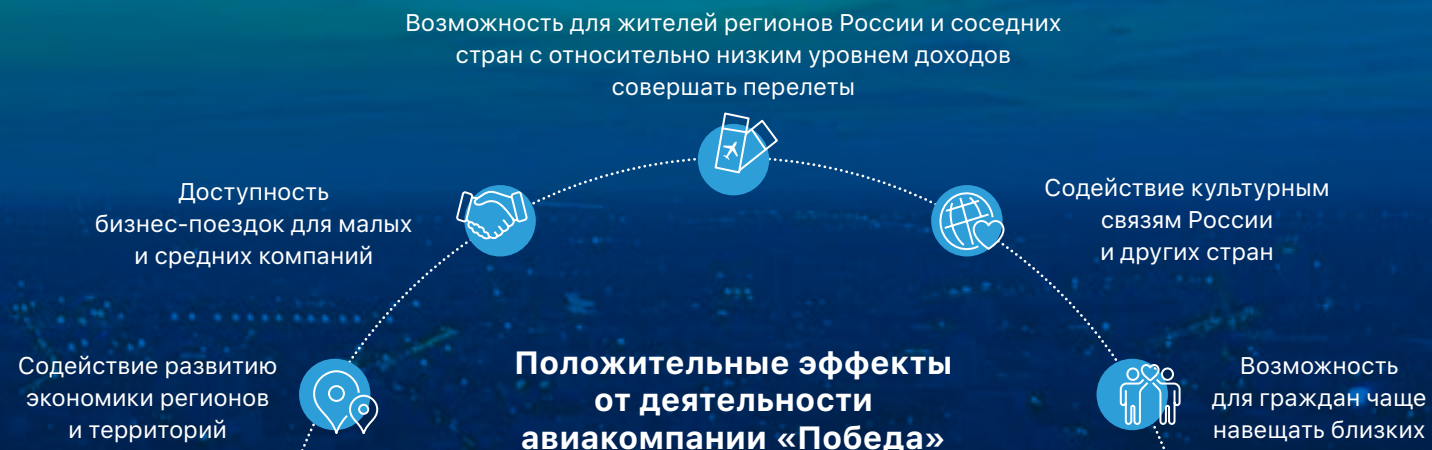 Возможность для жителей регионов России и соседних
стран с относительно низким уровнем доходов
совершать перелеты
Доступность
бизнес-поездок для малых
и средних компаний
Содействие культурным
связям России
и других стран
Содействие развитию
экономики регионов
и территорий
Положительные эффекты
от деятельности
авиакомпании «Победа»
Возможность
для граждан чаще
навещать близких